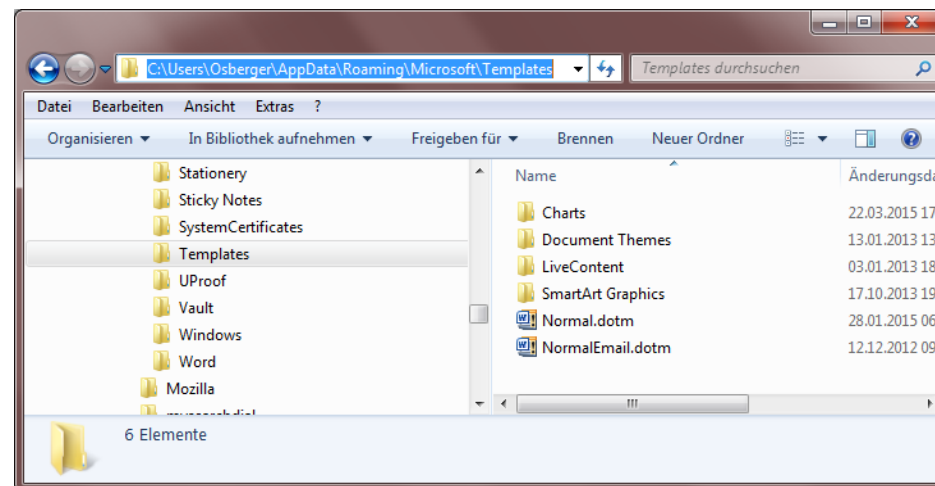 C:\Users\Osberger\AppData\Roaming\Microsoft\Templates Templates durchsuchen
Datei Bearbeiten Ansicht Extras ?
Organisieren In Bibliothek aufnehmen Freigeben für Brennen Neuer Ordner
Stationery
Sticky Notes
SystemCertificates
Templates
UProof
Vault
Windows
Word
Mozilla
Name Änderungsda
Charts 22.03.2015 17
Document Themes 13.01.2013 13
LiveContent 03.01.2013 18
SmartArt Graphics 17.10.2013 19
Normal.dotm 28.01.2015 06
NormalEmail.dotm 12.12.2012 09
6 Elemente